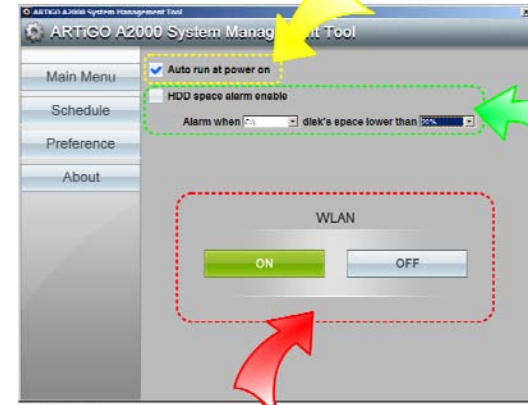 ARTiGO A2000 System Management Tool
ARTiGO A2000 System Manag nt Tool
Main Menu
Schedule
Preference
About
Auto run at power on
HDD space alarm enable
Alarm when C:\ disk's space lower than 20%
WLAN
ON OFF